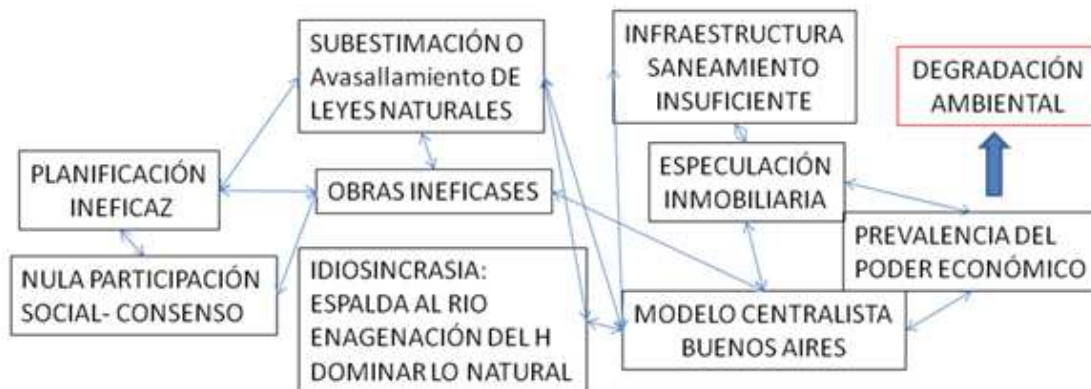 SUBESTIMACIÓN O
Avasallamiento DE
LEYES NATURALES
INFRAESTRUCTURA
SANEAMIENTO
INSUFICIENTE
DEGRADACIÓN
AMBIENTAL
PLANIFICACIÓN
INEFICAZ
OBRAS INEFICASES
ESPECULACIÓN
INMOBILIARIA
NULA PARTICIPACIÓN
SOCIAL- CONSENSO
IDIOSINCRASIA:
ESPALDA AL RIO
ENAGENACIÓN DEL H
DOMINAR LO NATURAL
MODELO CENTRALISTA
BUENOS AIRES
PREVALENCIA DEL
PODER ECONÓMICO